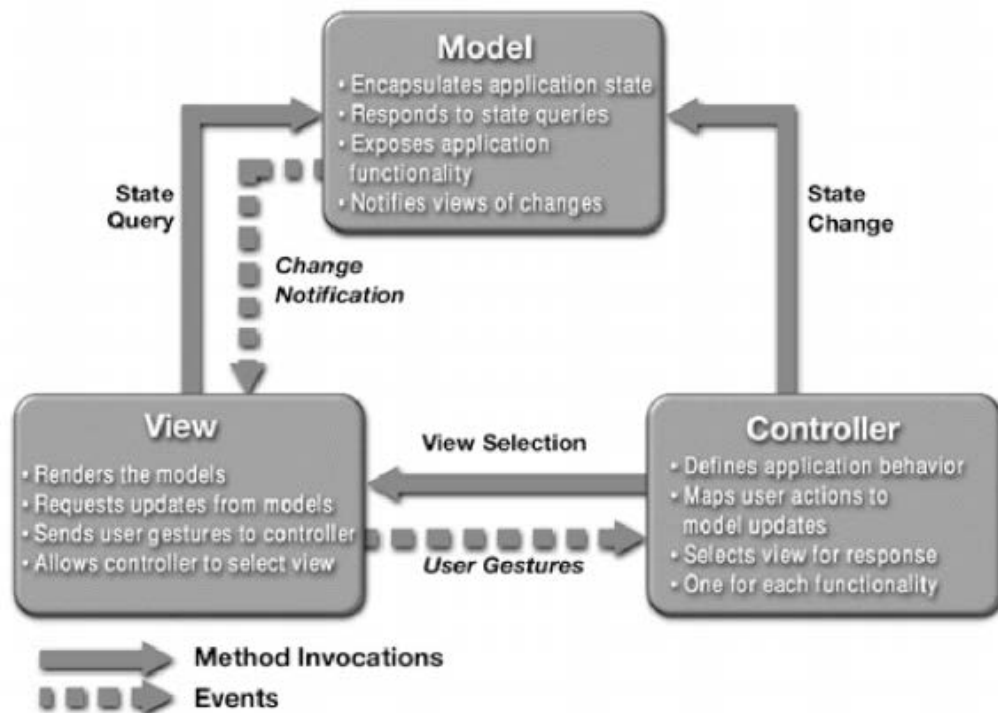 Model
• Encapsulates application state
• Responds to state queries
• Exposes application
functionality
• Notifies views of changes
State
Query
State
Change
Change
Notification
View
• Renders the models
• Requests updates from models
• Sends user gestures to controller
• Allows controller to select view
View Selection
User Gestures
Controller
• Defines application behavior
• Maps user actions to
model updates
• Selects view for response
• One for each functionality
Method Invocations
Events